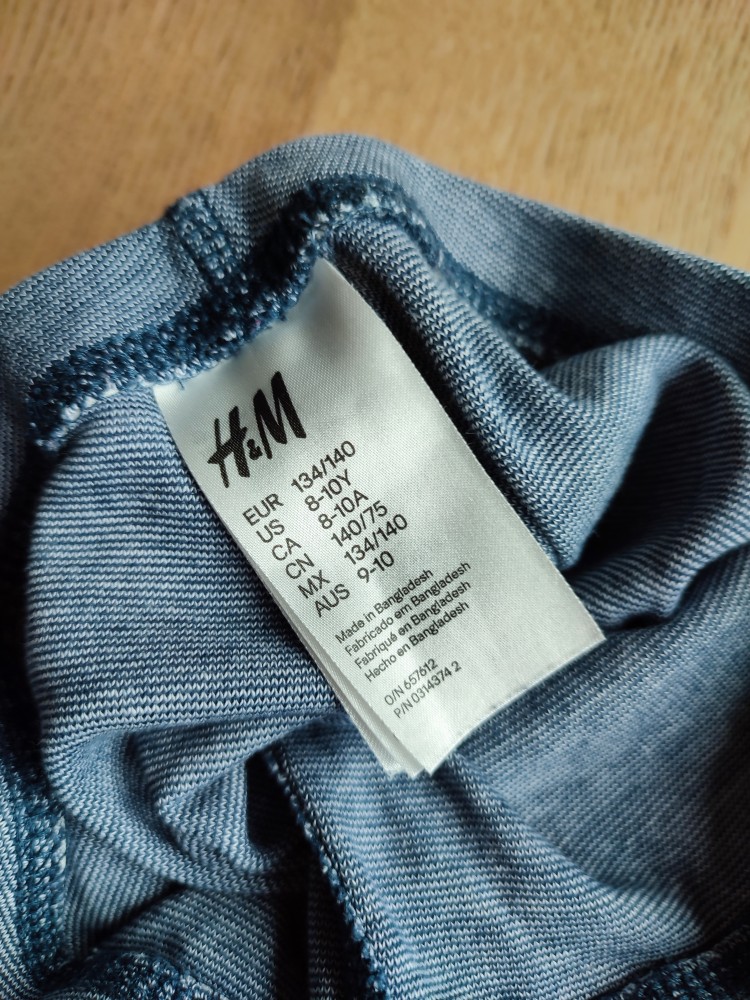 H&M
EUR 134/140
US 8-10Y
CA 8-10A
CN 140/75
MX 134/140
AUS 9-10
Made in Bangladesh
Fabricado em Bangladesh
Fabriqué en Bangladesh
Hecho en Bangladesh
O/N 657612
P/N 0314374 2